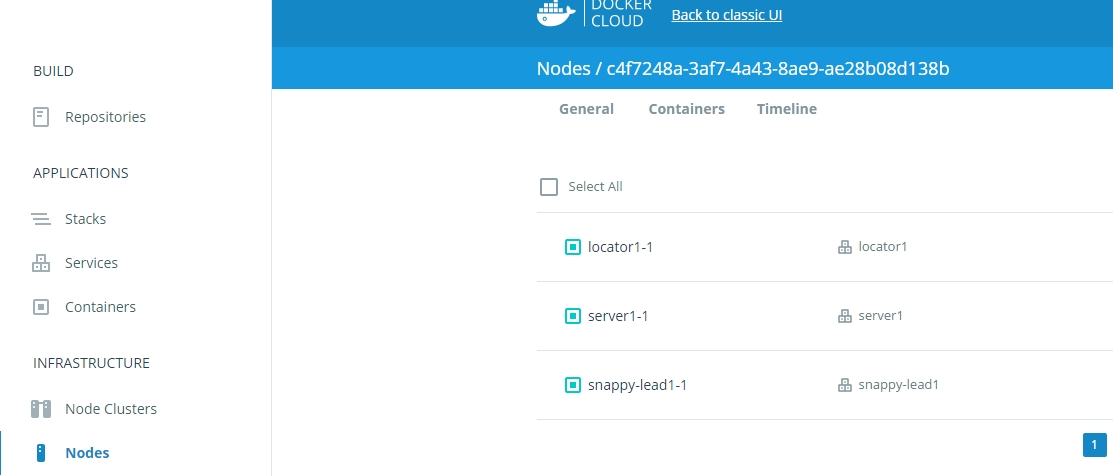 DOCKER
CLOUD
Back to classic UI
Nodes / c4f7248a-3af7-4a43-8ae9-ae28b08d138b
BUILD
Repositories
APPLICATIONS
Stacks
Services
Containers
INFRASTRUCTURE
Node Clusters
Nodes
General Containers Timeline
Select All
locator1-1 locator1
server1-1 server1
snappy-lead1-1 snappy-lead1
1